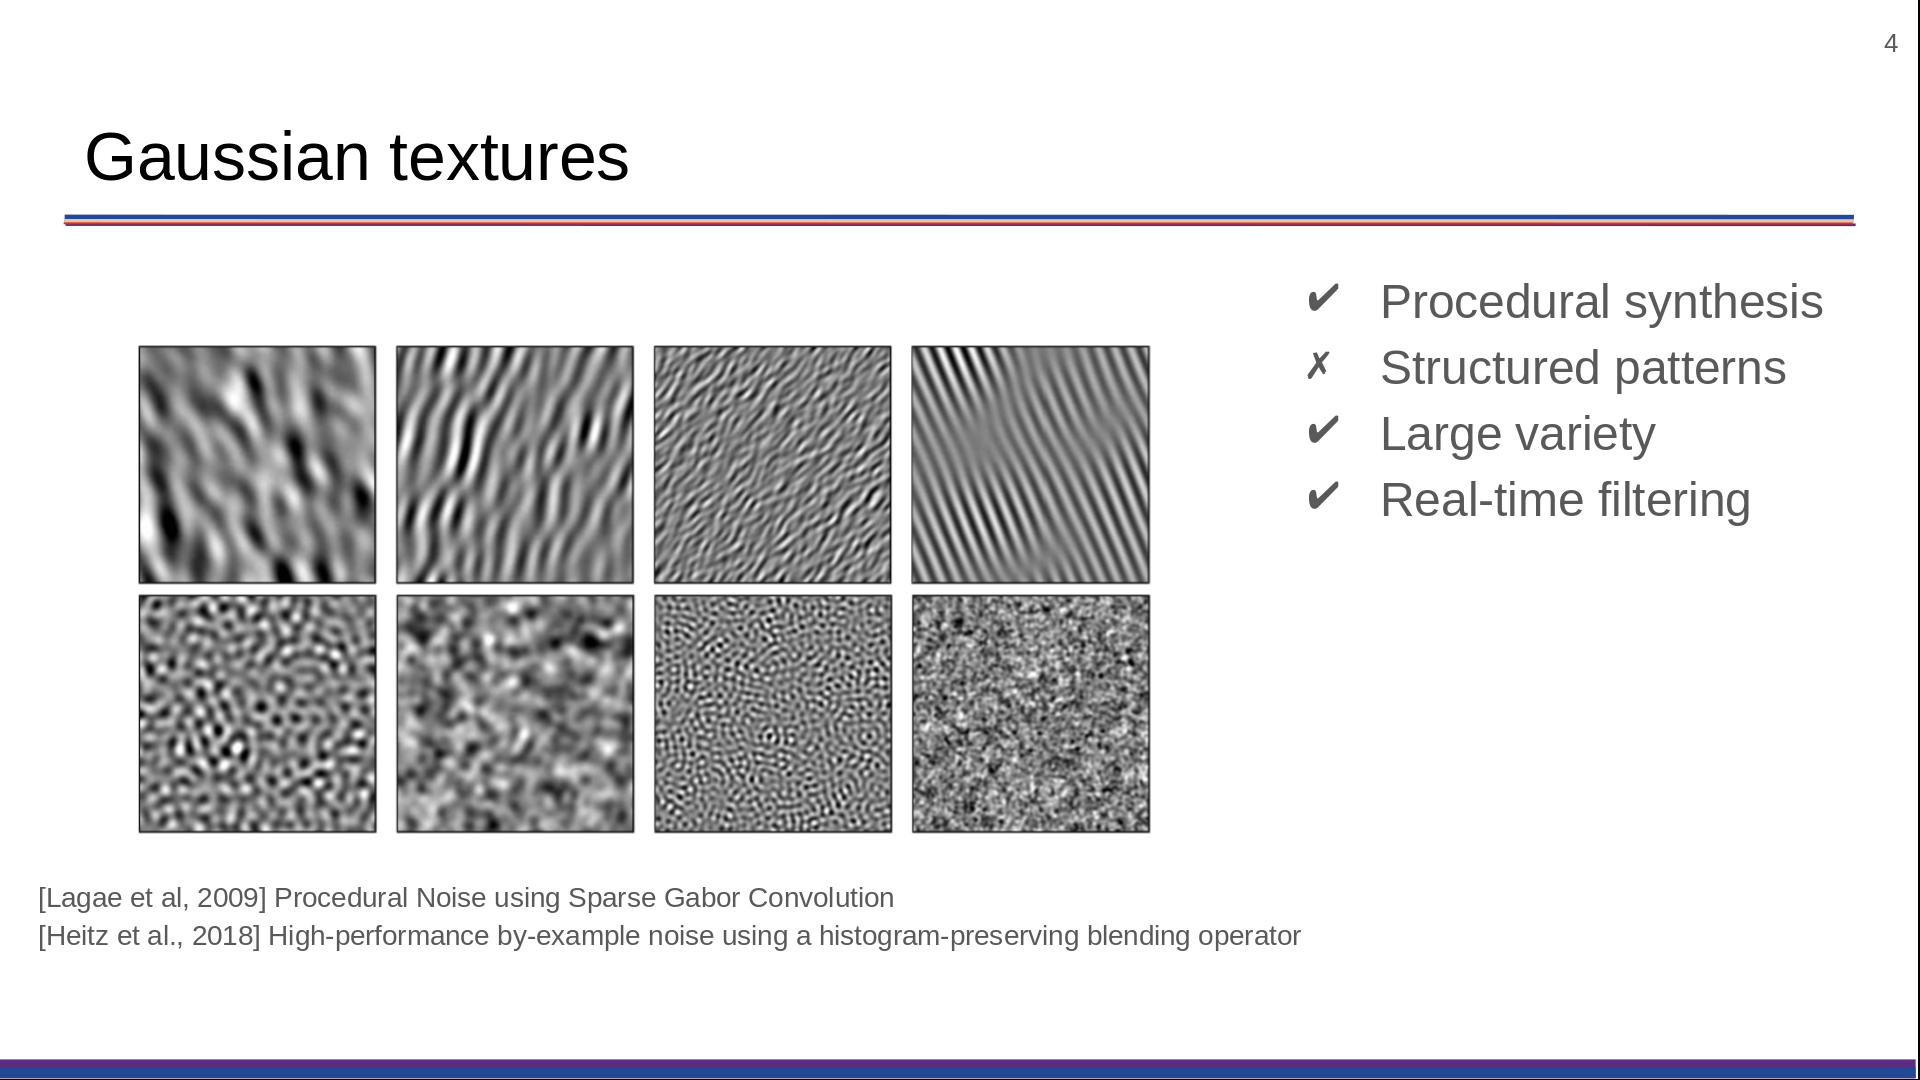 4
Gaussian textures
✔ Procedural synthesis
✗ Structured patterns
✔ Large variety
✔ Real-time filtering
[Lagae et al, 2009] Procedural Noise using Sparse Gabor Convolution
[Heitz et al., 2018] High-performance by-example noise using a histogram-preserving blending operator